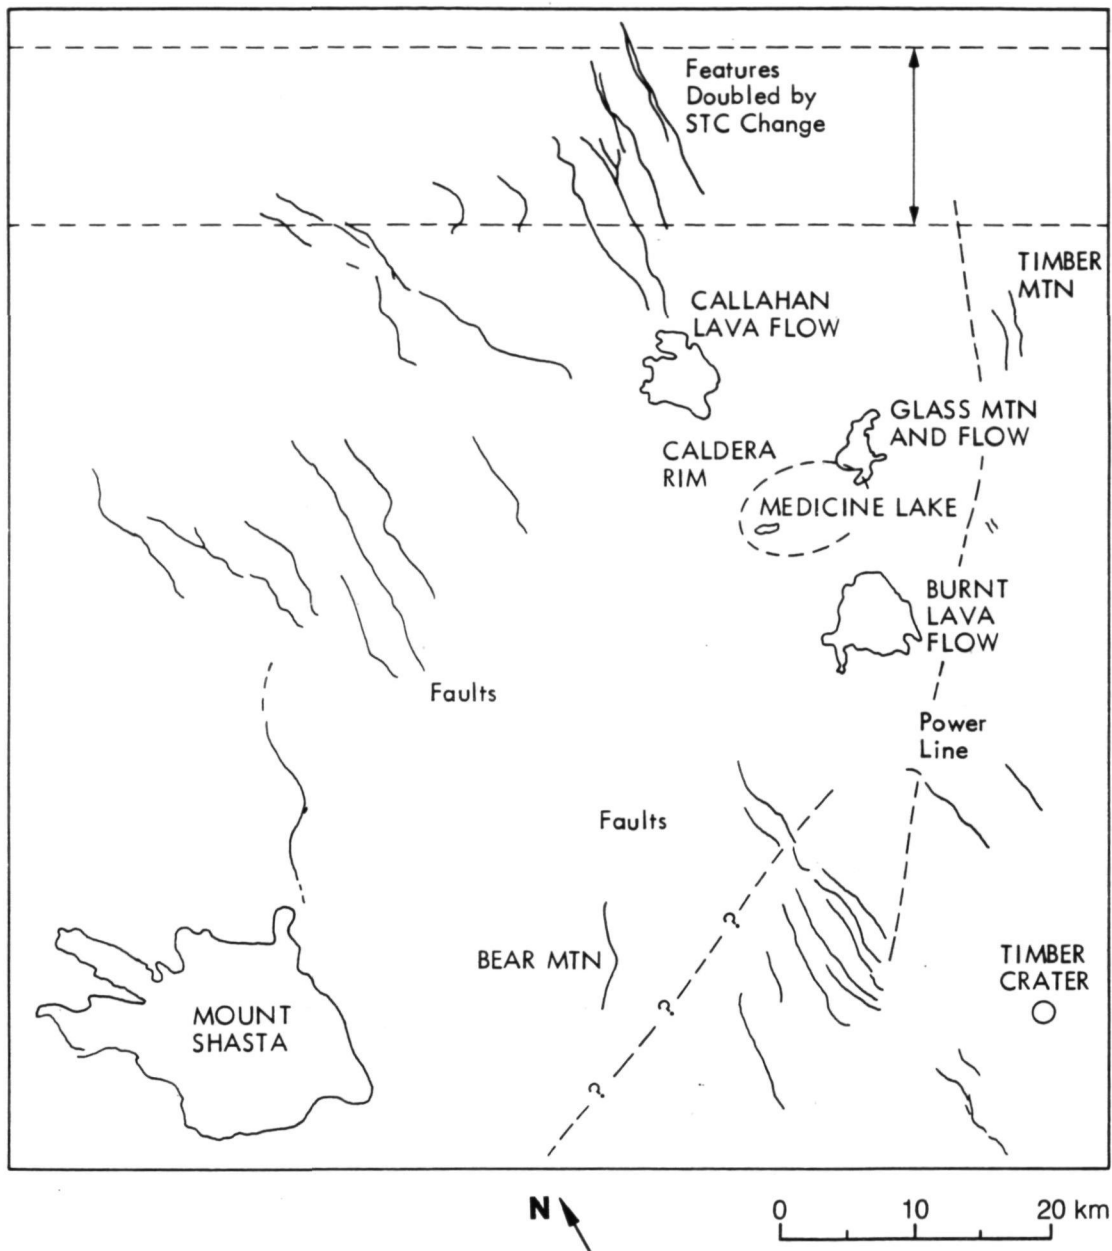 Features
Doubled by
STC Change
TIMBER
MTN
CALLAHAN
LAVA FLOW
GLASS MTN
AND FLOW
CALDERA
RIM
MEDICINE LAKE
BURNT
LAVA
FLOW
Faults
Power
Line
Faults
?
BEAR MTN
TIMBER
CRATER
?
MOUNT
SHASTA
?
N
0 10 20 km